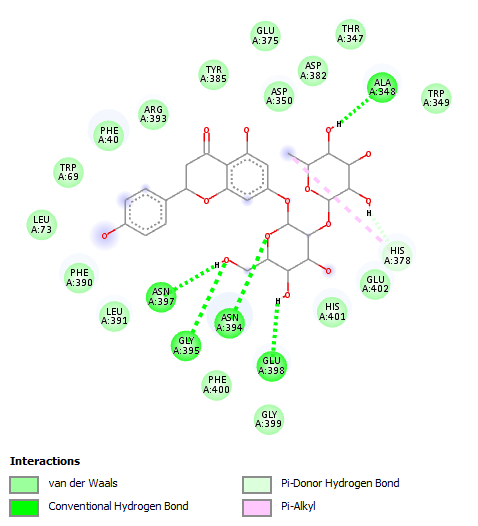 GLU
A:375
THR
A:347
TYR
A:385
ASP
A:382
ASP
A:350
ALA
A:348
TRP
A:349
ARG
A:393
PHE
A:40
TRP
A:69
LEU
A:73
PHE
A:390
ASN
A:397
LEU
A:391
GLY
A:395
ASN
A:394
GLU
A:398
PHE
A:400
GLY
A:399
HIS
A:401
GLU
A:402
HIS
A:378
H
H
H
H
Interactions
van der Waals
Conventional Hydrogen Bond
Pi-Donor Hydrogen Bond
Pi-Alkyl